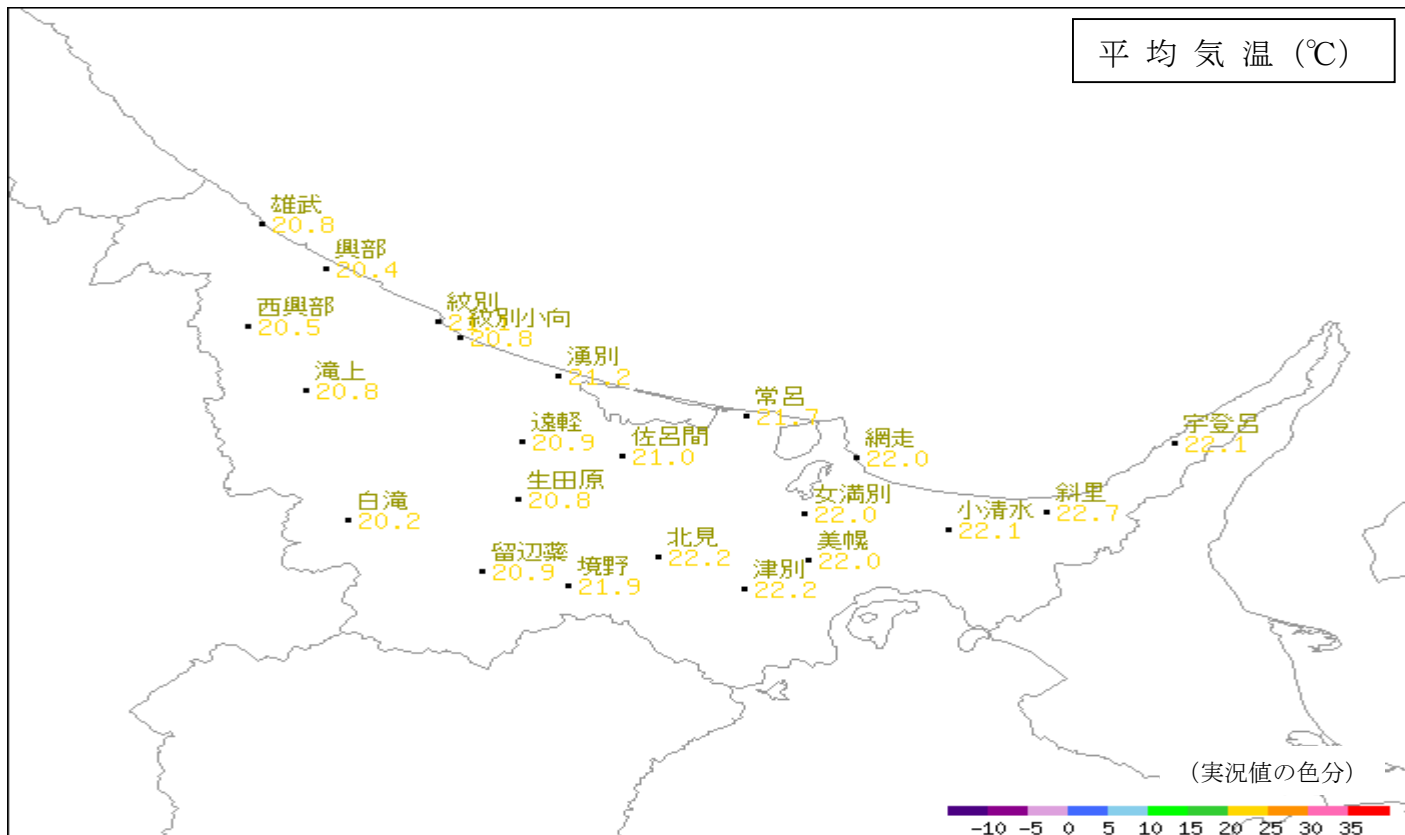 平均気温(℃)
雄武
20.8
興部
20.4
西興部
20.5
紋別
紋別小向
20.8
滝上
20.8
湧別
21.2
常呂
21.7
遠軽
20.9
佐呂間
21.0
網走
22.0
宇登呂
22.1
生田原
20.8
白滝
20.2
女満別
22.0
小清水
22.1
斜里
22.7
北見
22.2
美幌
22.0
留辺蘂
20.9
境野
21.9
津別
22.2
(実況値の色分)
-10 -5 0 5 10 15 20 25 30 35